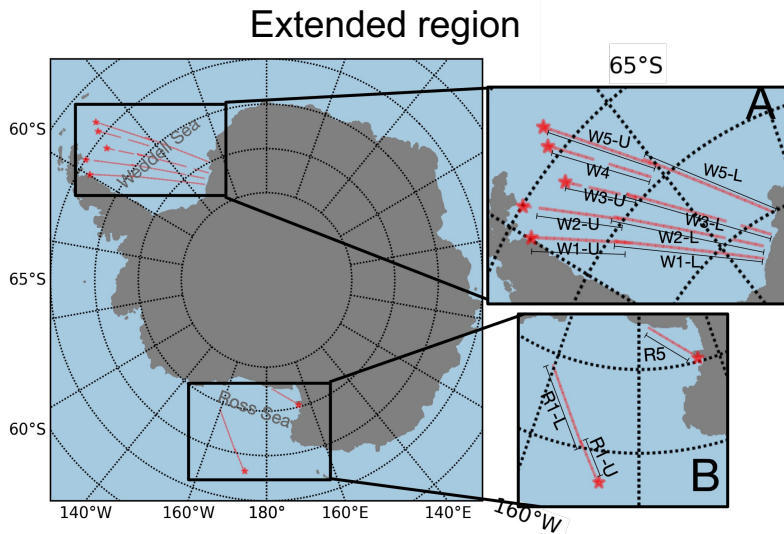 Extended region
65°S
A
60°S
Weddell Sea
W5-U
W5-L
W4
W3-U
W3-L
W2-U
W2-L
W1-U
W1-L
65°S
R5
R1-L
R1-U
B
Ross Sea
60°S
140°W
160°W
180°
160°E
140°E
160°W